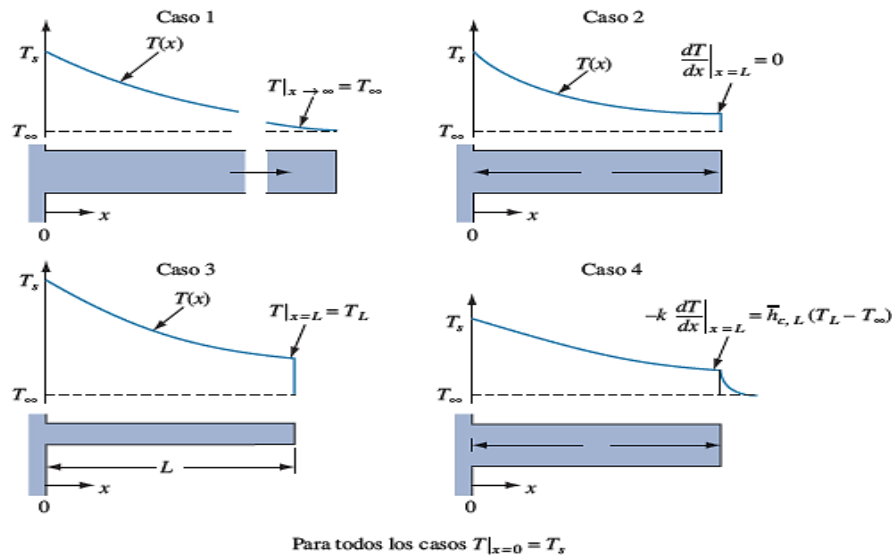 Caso 1
T_s
T(x)
T|_{x → ∞} = T_∞
T_∞
x
0
Caso 2
T_s
T(x)
dT/dx|_{x=L} = 0
T_∞
x
0
Caso 3
T_s
T(x)
T|_{x=L} = T_L
T_∞
L
x
0
Caso 4
T_s
–k dT/dx|_{x=L} = h̅_{c, L} (T_L – T_∞)
T_∞
x
0
Para todos los casos T|_{x=0} = T_s